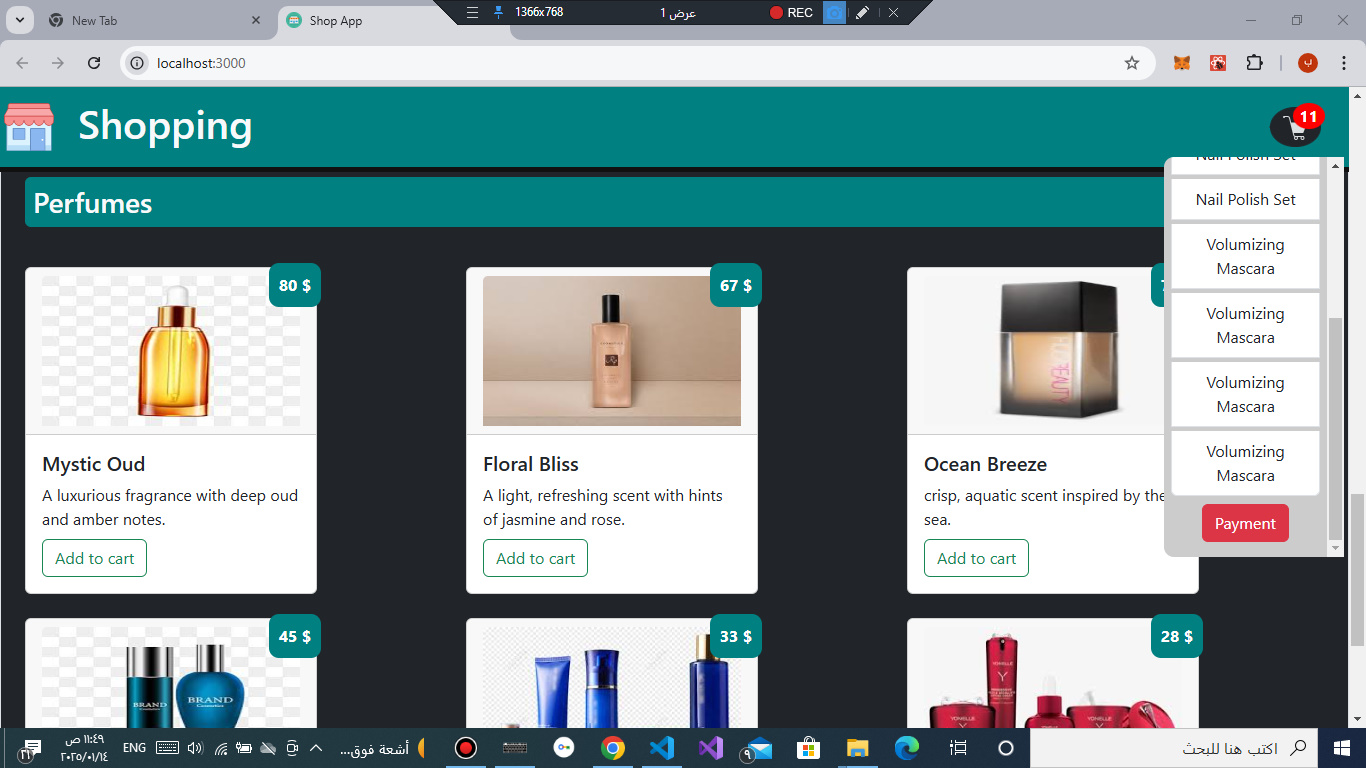 New Tab
Shop App
1366x768
عرض 1
REC
localhost:3000
Shopping
11
Perfumes
Nail Polish Set
Nail Polish Set
Volumizing
Mascara
Volumizing
Mascara
Volumizing
Mascara
Volumizing
Mascara
Payment
80 $
67 $
Mystic Oud
A luxurious fragrance with deep oud
and amber notes.
Add to cart
Floral Bliss
A light, refreshing scent with hints
of jasmine and rose.
Add to cart
Ocean Breeze
crisp, aquatic scent inspired by the
sea.
Add to cart
45 $
33 $
28 $
BRAND
BRAND
YONELLE
اكتب هنا للبحث
٩
أشعة فوق...
ENG
١١:٤٩ ص
٢٠٢٥/٠١/١٤